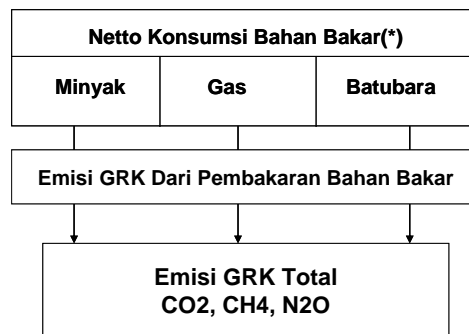 Netto Konsumsi Bahan Bakar(*)
Minyak Gas Batubara
Emisi GRK Dari Pembakaran Bahan Bakar
Emisi GRK Total
CO2, CH4, N2O